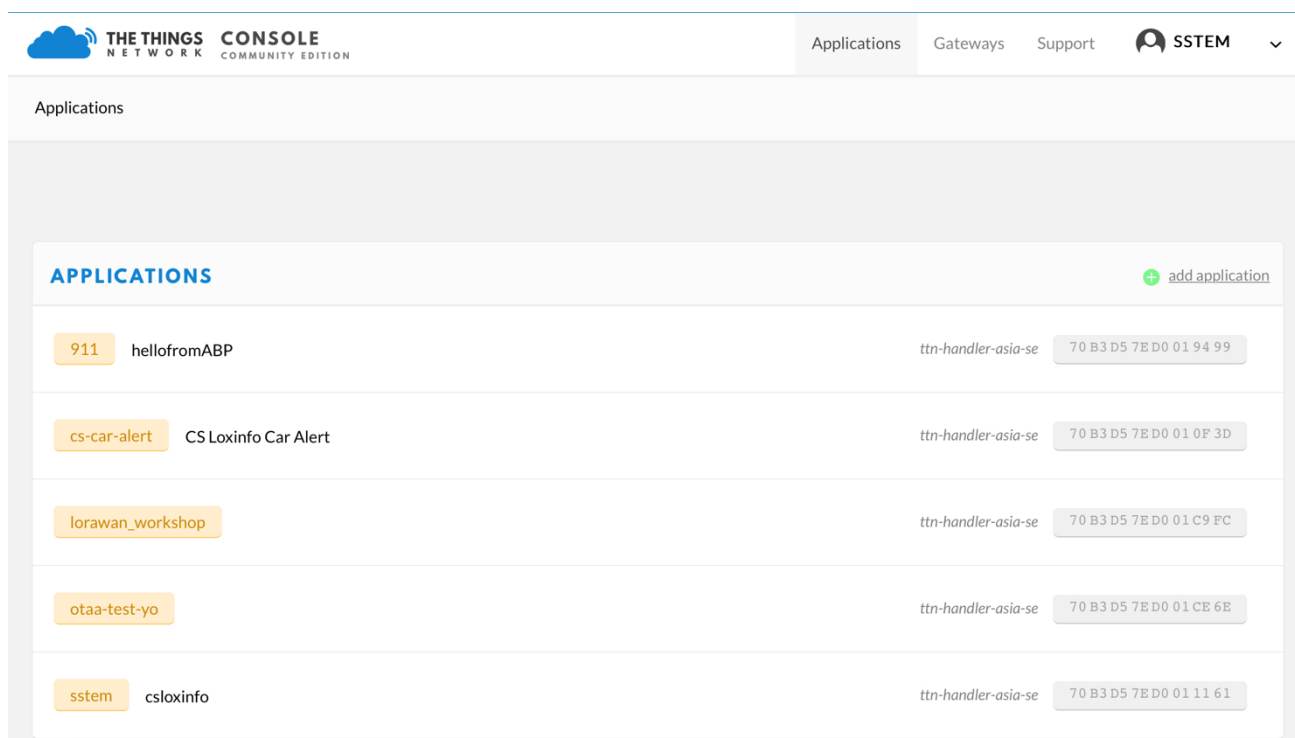 THE THINGS NETWORK CONSOLE COMMUNITY EDITION
Applications Gateways Support SSTEM
Applications
APPLICATIONS add application
911 hellofromABP ttn-handler-asia-se 70 B3 D5 7E D0 01 94 99
cs-car-alert CS Loxinfo Car Alert ttn-handler-asia-se 70 B3 D5 7E D0 01 0F 3D
lorawan_workshop ttn-handler-asia-se 70 B3 D5 7E D0 01 C9 FC
otaa-test-yo ttn-handler-asia-se 70 B3 D5 7E D0 01 CE 6E
sstem csloxinfo ttn-handler-asia-se 70 B3 D5 7E D0 01 11 61